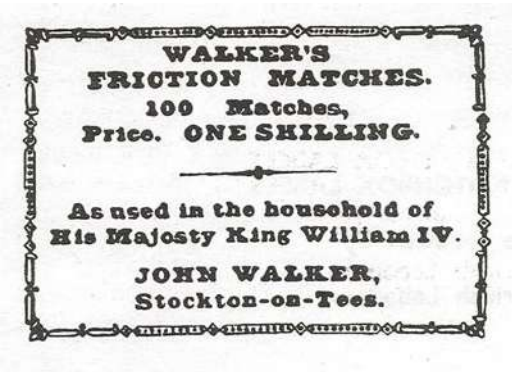 WALKER'S
FRICTION MATCHES.
100 Matches,
Price. ONE SHILLING.
As used in the household of
His Majosty King William IV.
JOHN WALKER,
Stockton-on-Tees.